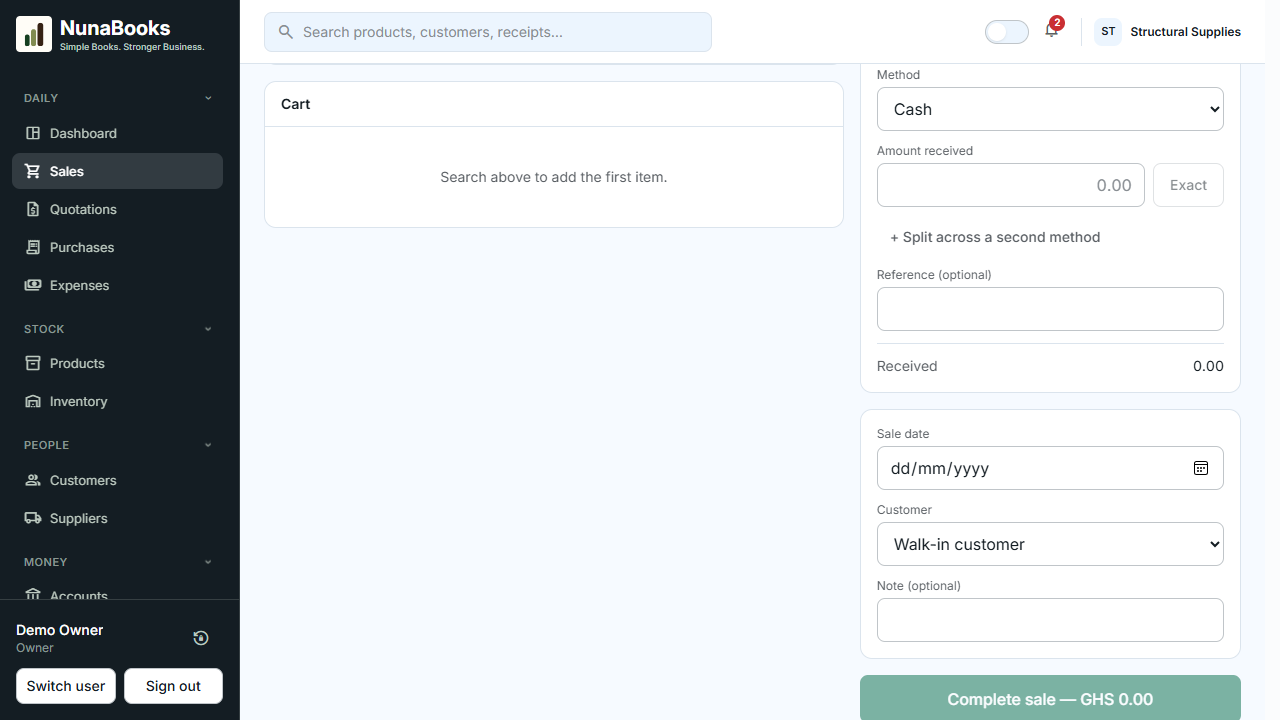 NunaBooks
Simple Books. Stronger Business.
DAILY
Dashboard
Sales
Quotations
Purchases
Expenses
STOCK
Products
Inventory
PEOPLE
Customers
Suppliers
MONEY
Accounts
Demo Owner
Owner
Switch user
Sign out
Search products, customers, receipts...
2
ST
Structural Supplies
Cart
Search above to add the first item.
Method
Cash
Amount received
0.00
Exact
+ Split across a second method
Reference (optional)
Received
0.00
Sale date
dd/mm/yyyy
Customer
Walk-in customer
Note (optional)
Complete sale — GHS 0.00